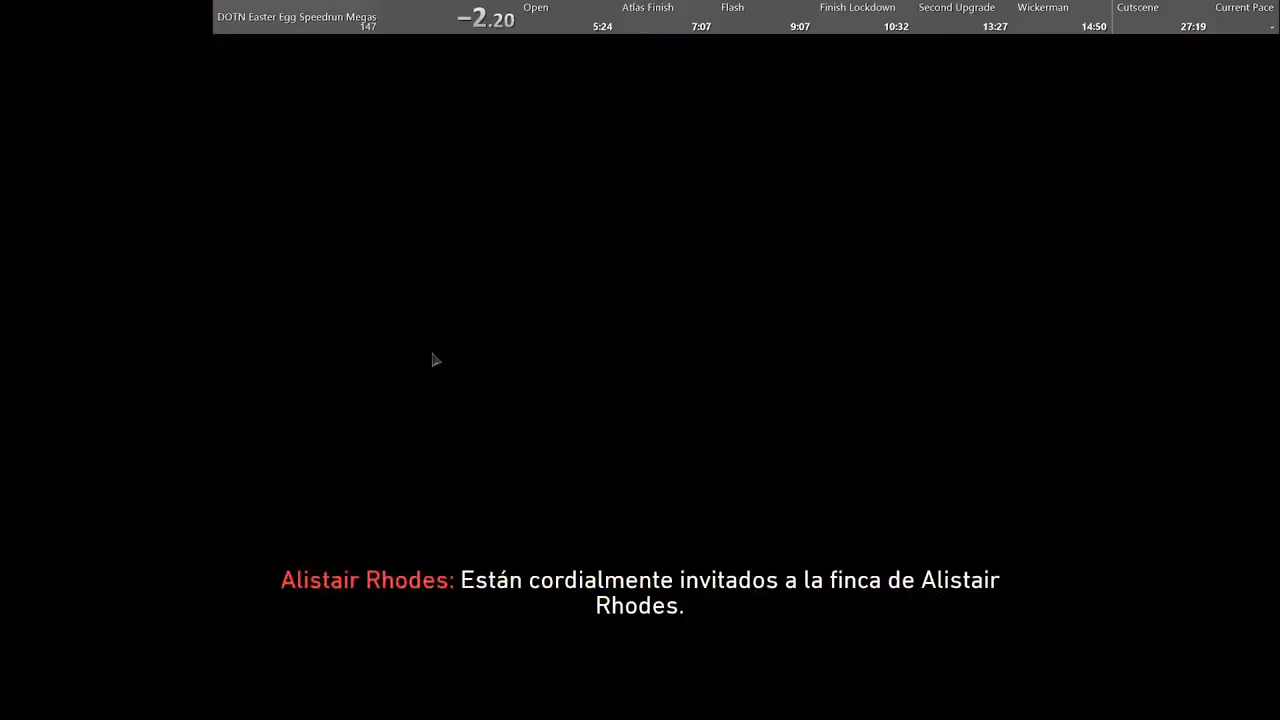 DOTN Easter Egg Speedrun Megas
147
−2.20
Open
5:24
Atlas Finish
7:07
Flash
9:07
Finish Lockdown
10:32
Second Upgrade
13:27
Wickerman
14:50
Cutscene
27:19
Current Pace
-
Alistair Rhodes: Están cordialmente invitados a la finca de Alistair
Rhodes.